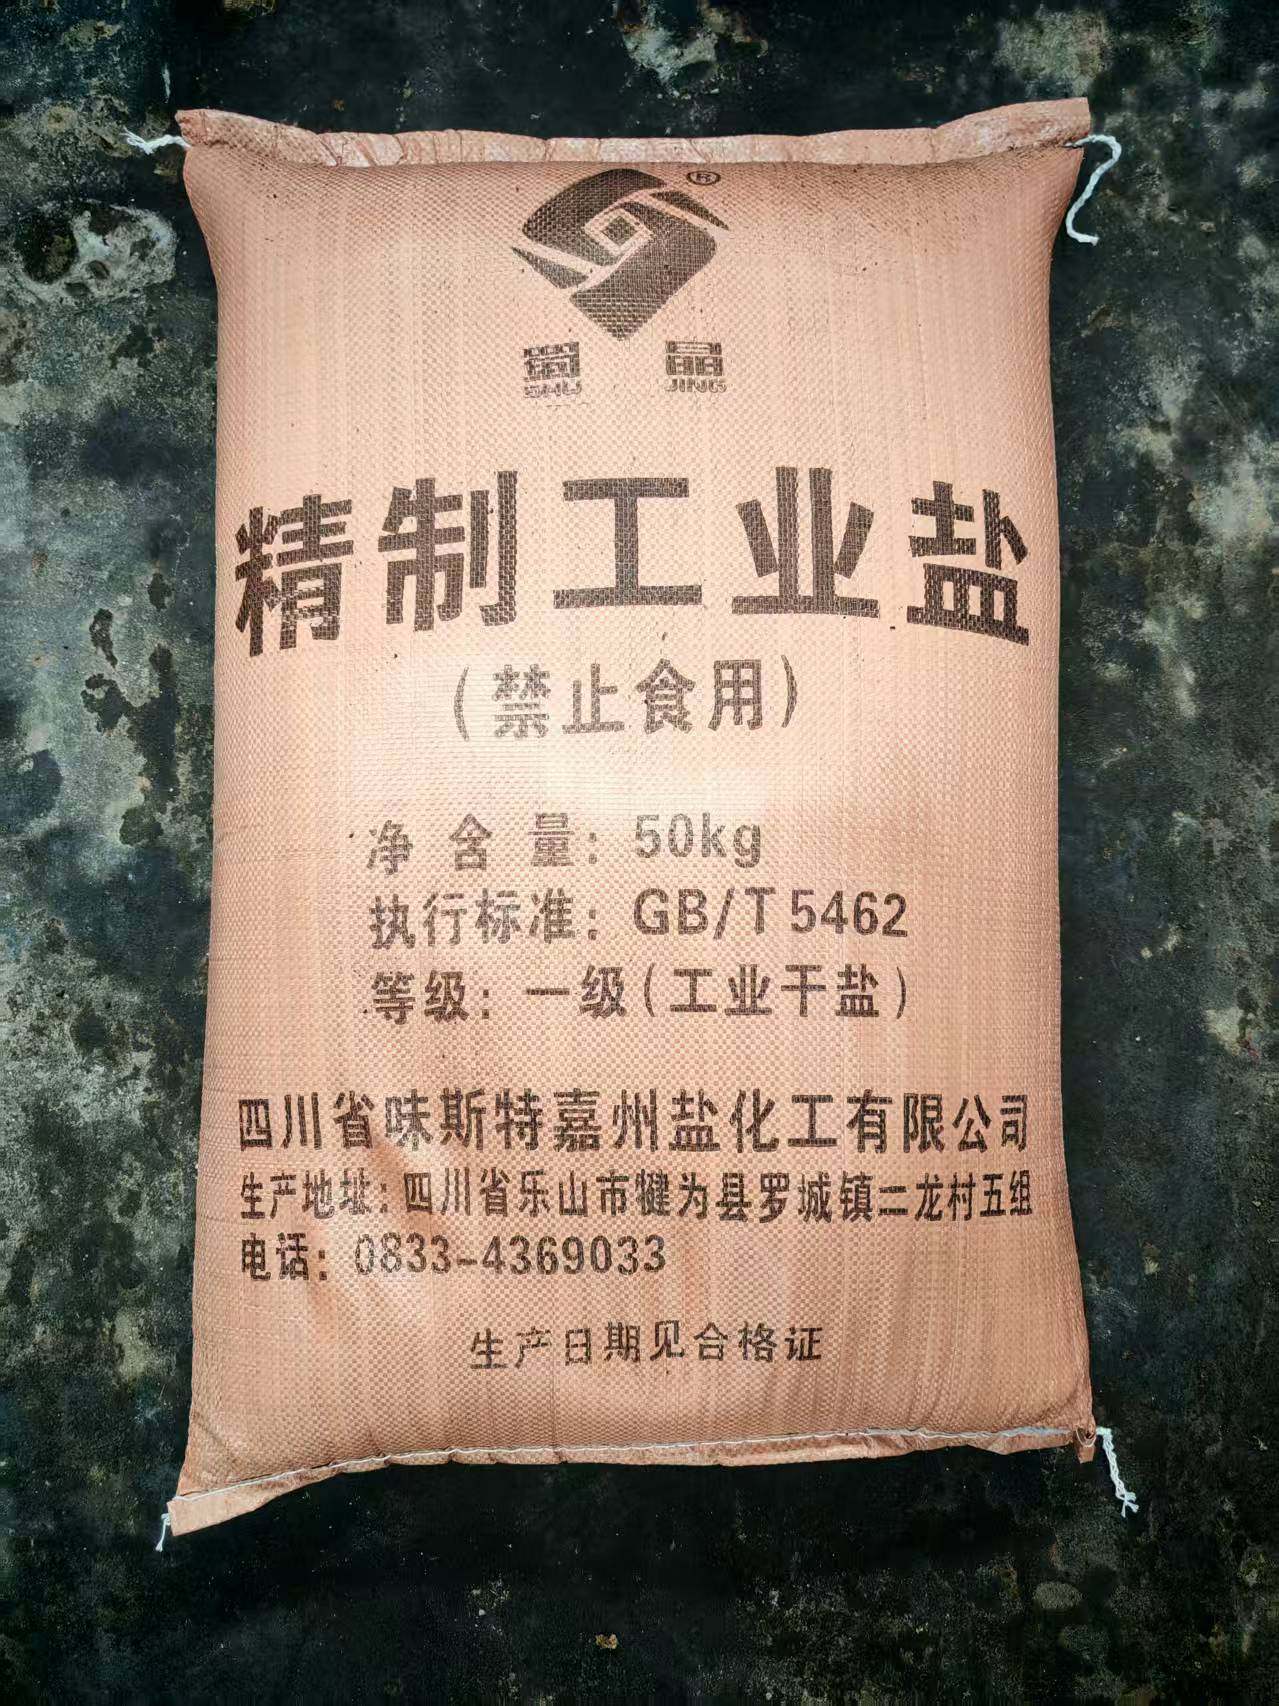 ®
蜀 晶
SHU JING
精制工业盐
（禁止食用）
净含量：50kg
执行标准：GB/T 5462
等级：一级（工业干盐）
四川省味斯特嘉州盐化工有限公司
生产地址：四川省乐山市犍为县罗城镇二龙村五组
电话：0833-4369033
生产日期见合格证